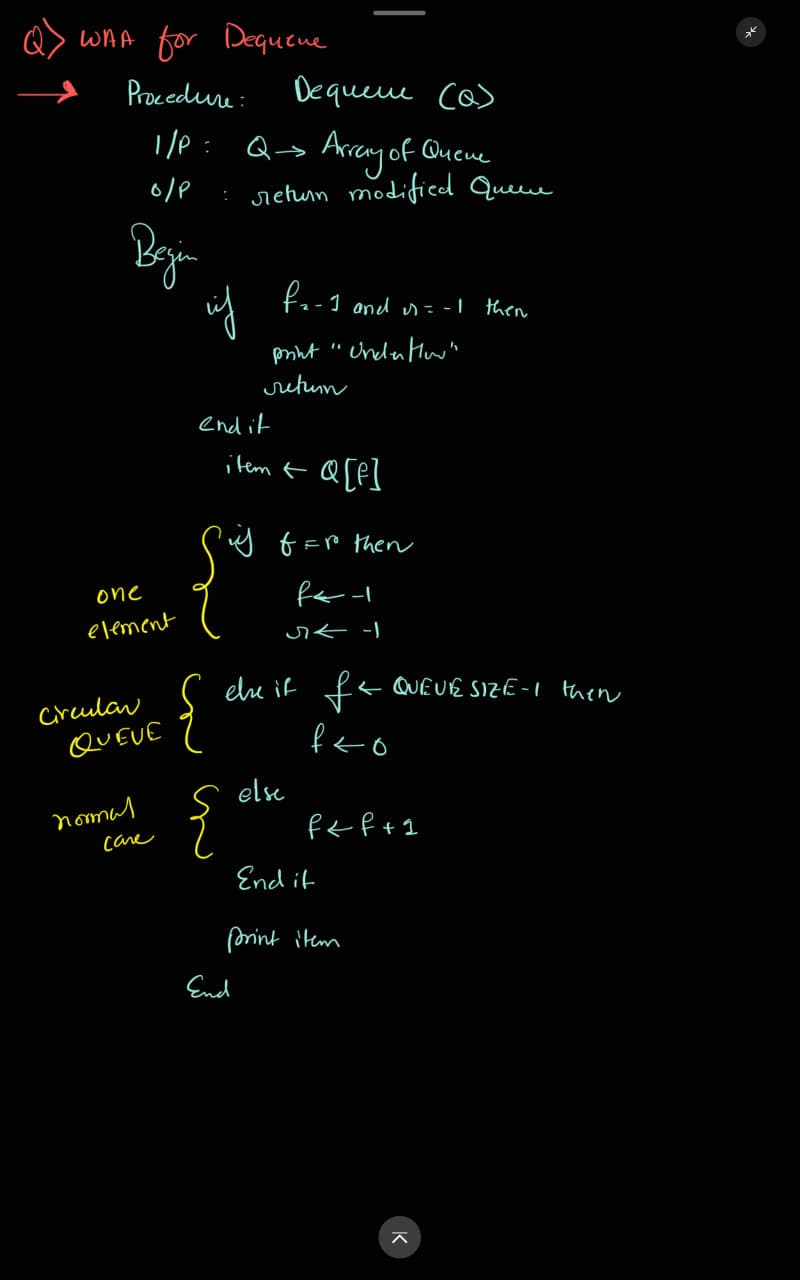 Q> WAA for Dequeue
→ Procedure: Dequeue (Q)
I/P : Q → Array of Queue
O/P : return modified Queue
Begin
if f = -1 and r = -1 then
print "Underflow"
return
end if
item ← Q[f]
if f = r then
one
f ← -1
element
r ← -1
else if f ← QUEUE SIZE-1 then
circular
QUEUE
f ← 0
else
normal
f ← f + 1
case
End if
print item
End